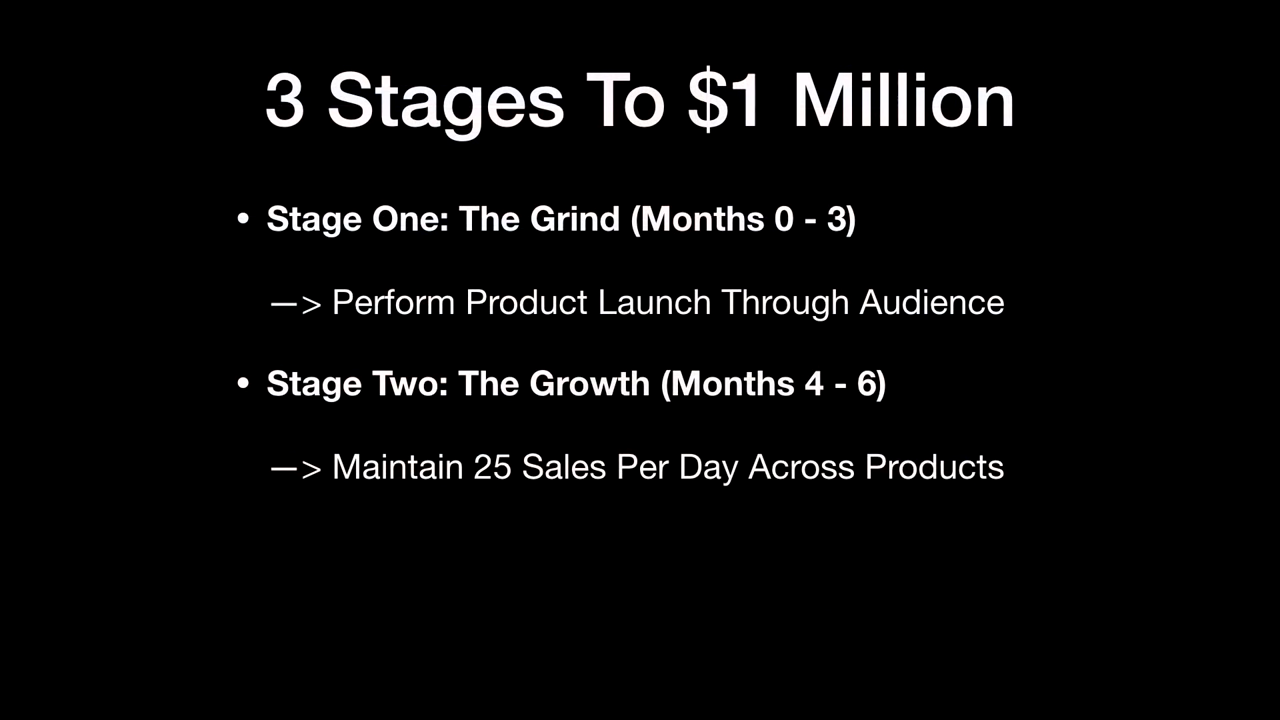 3 Stages To $1 Million
• Stage One: The Grind (Months 0 - 3)
—> Perform Product Launch Through Audience
• Stage Two: The Growth (Months 4 - 6)
—> Maintain 25 Sales Per Day Across Products